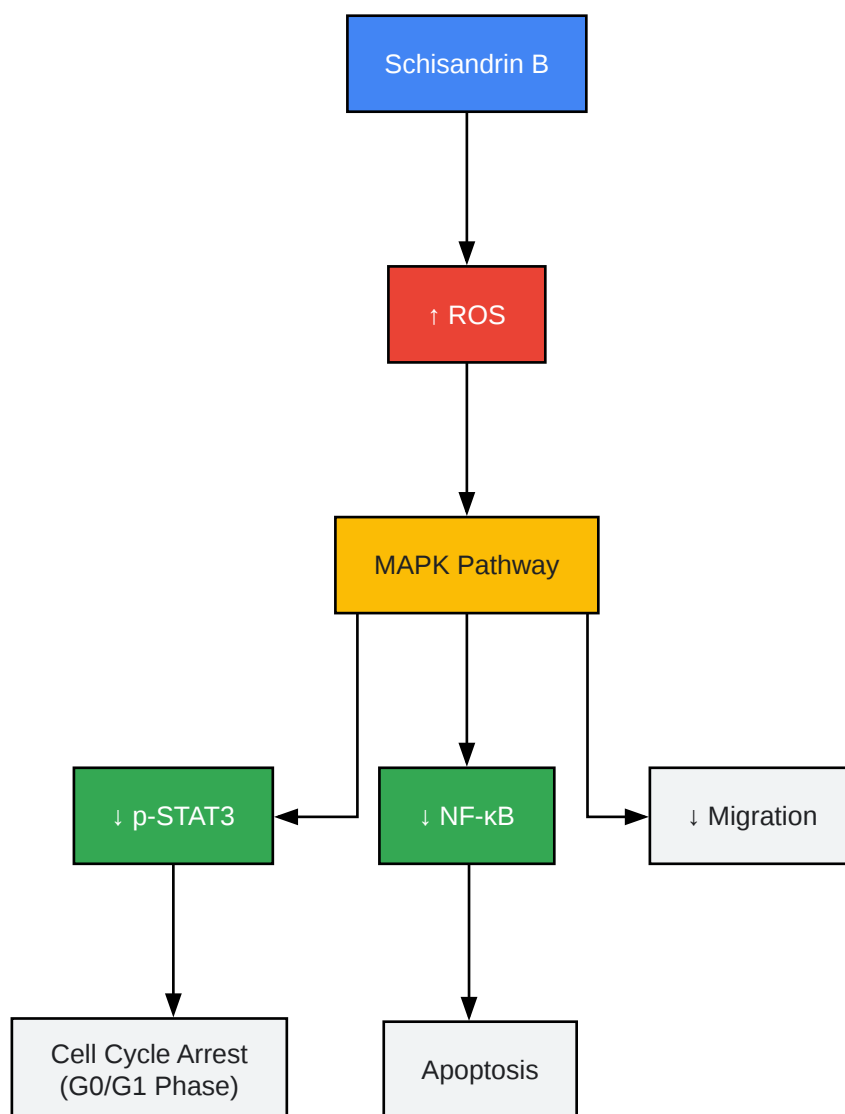 Schisandrin B
↑ ROS
MAPK Pathway
↓ p-STAT3
↓ NF-κB
↓ Migration
Cell Cycle Arrest
(G0/G1 Phase)
Apoptosis